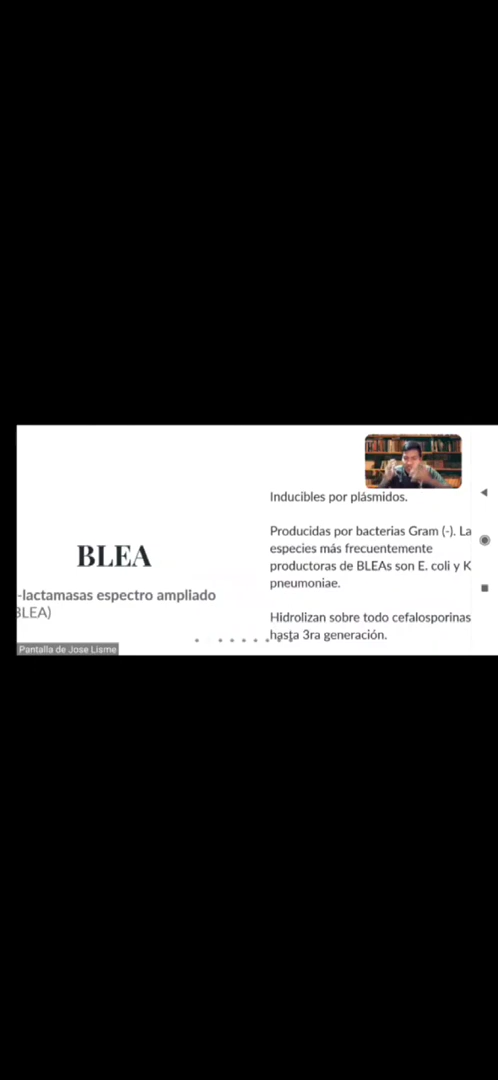 Inducibles por plásmidos.
Producidas por bacterias Gram (-). La
especies más frecuentemente
productoras de BLEAs son E. coli y K
pneumoniae.
Hidrolizan sobre todo cefalosporinas
hasta 3ra generación.
BLEA
-lactamasas espectro ampliado
BLEA)
Pantalla de Jose Lisme